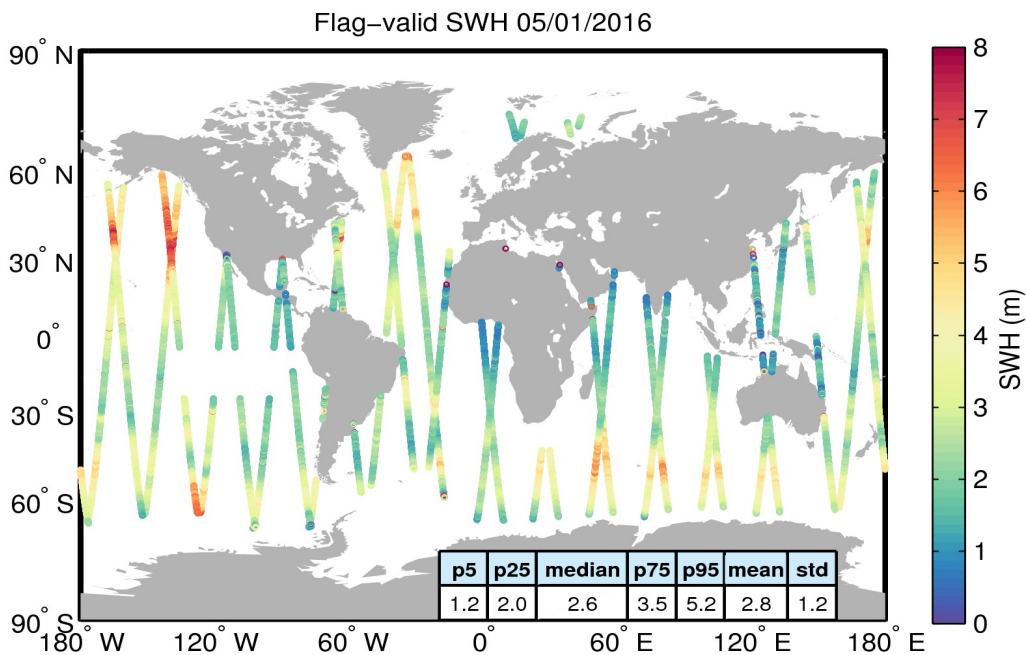 Flag−valid SWH 05/01/2016
90° N
60° N
30° N
0°
30° S
60° S
90° S
180° W
120° W
60° W
0°
60° E
120° E
180° E
p5 p25 median p75 p95 mean std
1.2 2.0 2.6 3.5 5.2 2.8 1.2
8
7
6
5
4
3
2
1
0
SWH (m)